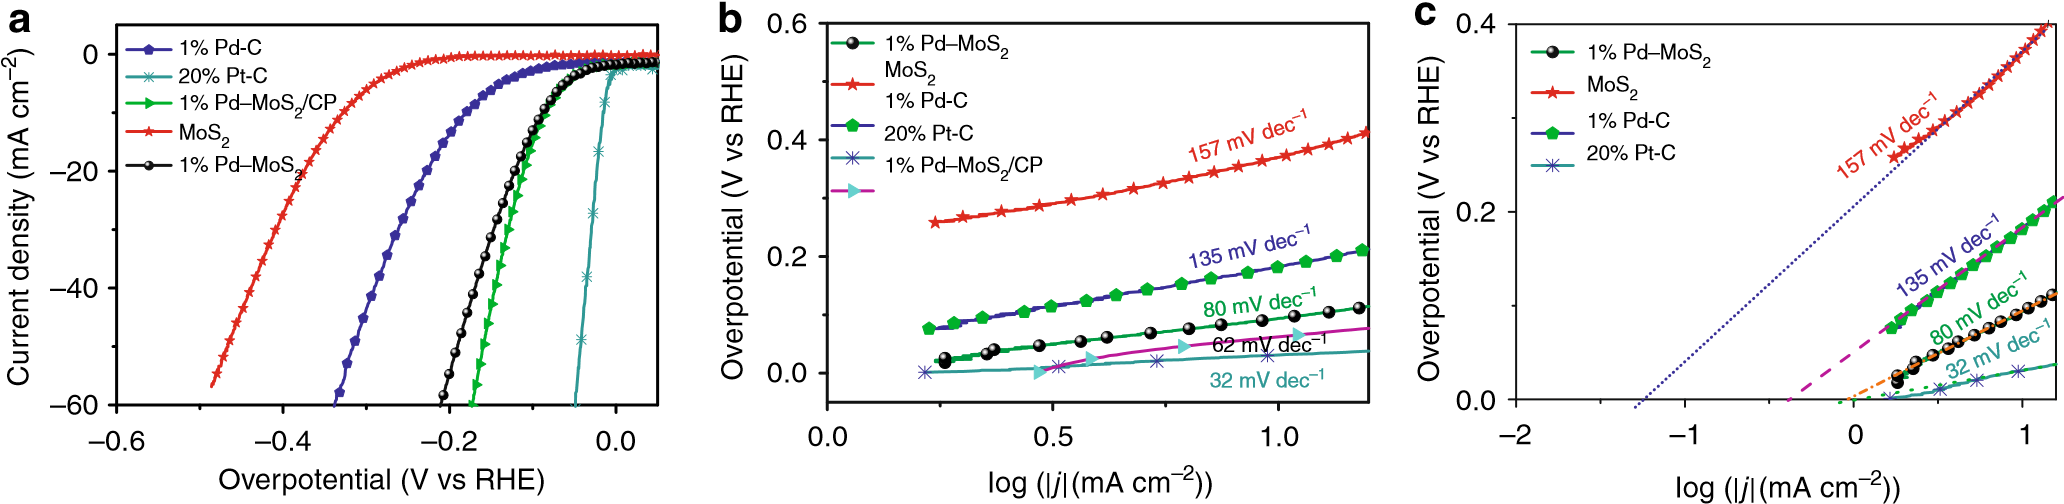 a
Current density (mA cm−2)
0
−20
−40
−60
1% Pd-C
20% Pt-C
1% Pd–MoS2/CP
MoS2
1% Pd–MoS2
−0.6
−0.4
−0.2
0.0
Overpotential (V vs RHE)
b
Overpotential (V vs RHE)
0.6
0.4
0.2
0.0
1% Pd–MoS2
MoS2
1% Pd-C
20% Pt-C
1% Pd–MoS2/CP
157 mV dec−1
135 mV dec−1
80 mV dec−1
62 mV dec−1
32 mV dec−1
0.0
0.5
1.0
log (|j| (mA cm−2))
c
Overpotential (V vs RHE)
0.4
0.2
0.0
1% Pd–MoS2
MoS2
1% Pd-C
20% Pt-C
157 mV dec−1
135 mV dec−1
80 mV dec−1
32 mV dec−1
−2
−1
0
1
log (|j| (mA cm−2))